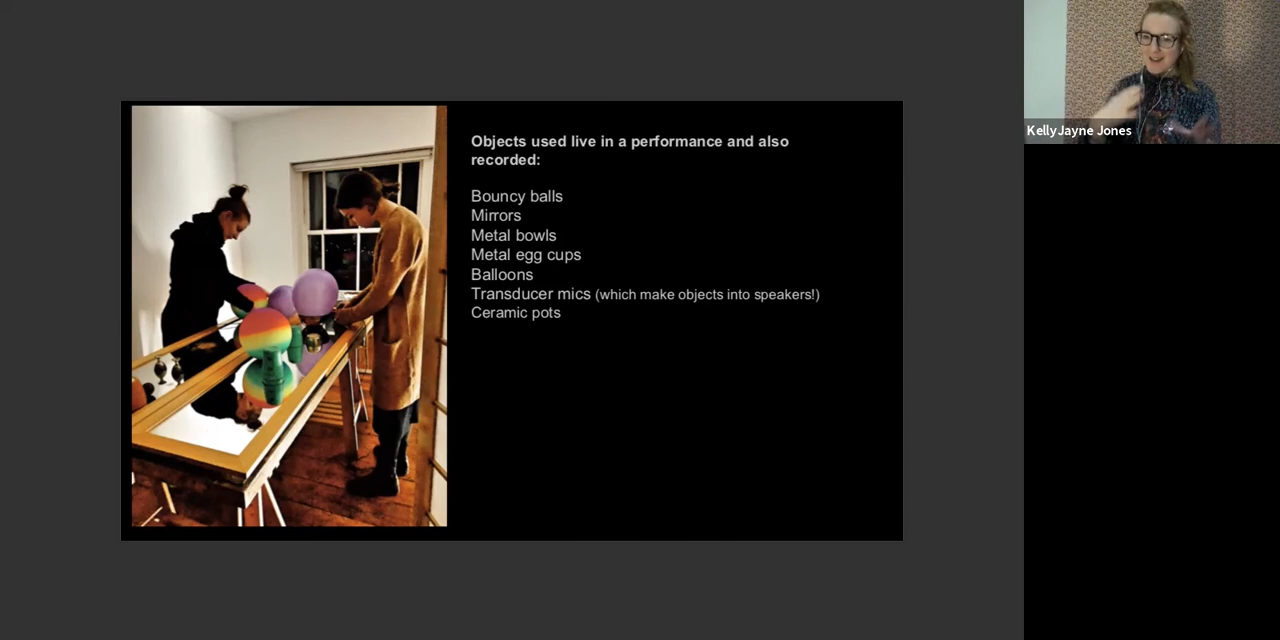 Objects used live in a performance and also
recorded:
Bouncy balls
Mirrors
Metal bowls
Metal egg cups
Balloons
Transducer mics (which make objects into speakers!)
Ceramic pots
KellyJayne Jones